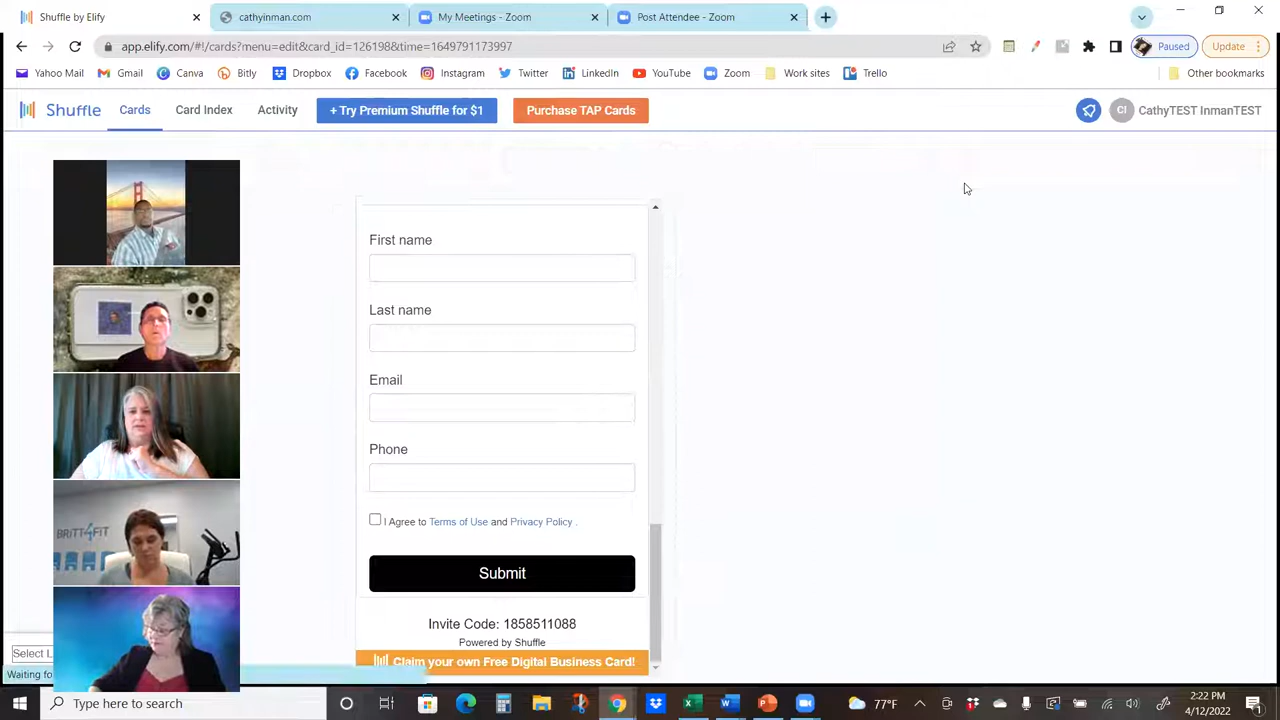 Shuffle by Elify
cathyinman.com
My Meetings - Zoom
Post Attendee - Zoom
app.elify.com/#!/cards?menu=edit&card_id=126198&time=1649791173997
Paused
Update
Yahoo Mail
Gmail
Canva
Bitly
Dropbox
Facebook
Instagram
Twitter
LinkedIn
YouTube
Zoom
Work sites
Trello
Other bookmarks
Shuffle
Cards
Card Index
Activity
+ Try Premium Shuffle for $1
Purchase TAP Cards
CI
CathyTEST InmanTEST
First name
Last name
Email
Phone
I Agree to Terms of Use and Privacy Policy .
Submit
BRITT4FIT
Invite Code: 1858511088
Powered by Shuffle
Claim your own Free Digital Business Card!
Select L
Waiting fo
Type here to search
77°F
2:22 PM
4/12/2022